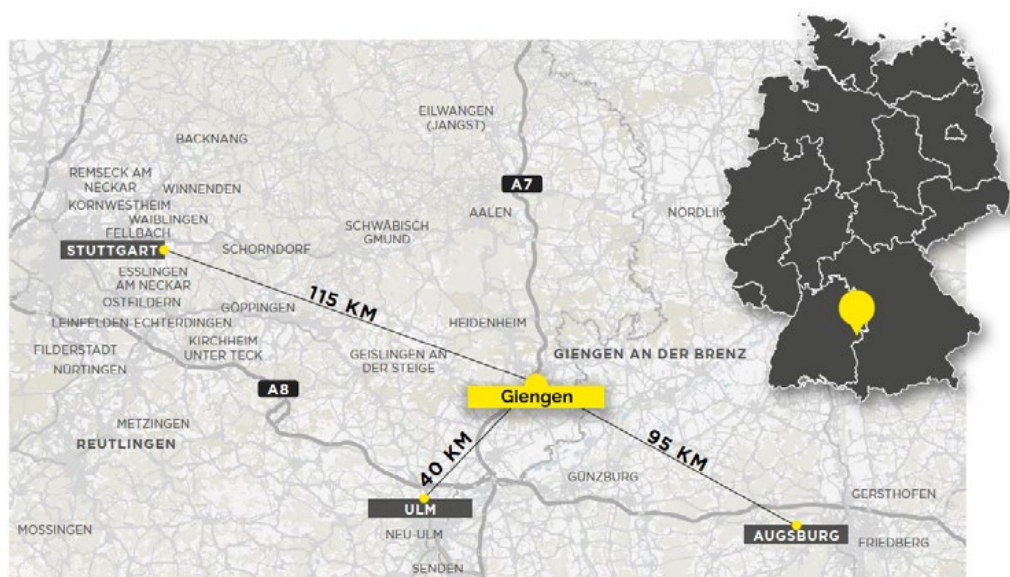 EILWANGEN
(JANGST)
BACKNANG
REMSECK AM
NECKAR
WINNENDEN
KORNWESTHEIM
WAIBLINGEN
FELLBACH
STUTTGART
SCHORNDORF
SCHWÄBISCH
GMUND
A7
AALEN
NÖRDLIN
ESSLINGEN
AM NECKAR
OSTFILDERN
GÖPPINGEN
115 KM
LEINFELDEN-ECHTERDINGEN
HEIDENHEIM
FILDERSTADT
KIRCHHEIM
UNTER TECK
NÜRTINGEN
GEISLINGEN AN
DER STEIGE
GIENGEN AN DER BRENZ
A8
Giengen
METZINGEN
REUTLINGEN
40 KM
95 KM
GÜNZBURG
GERSTHOFEN
ULM
MOSSINGEN
NEU-ULM
AUGSBURG
FRIEDBERG
SENDEN